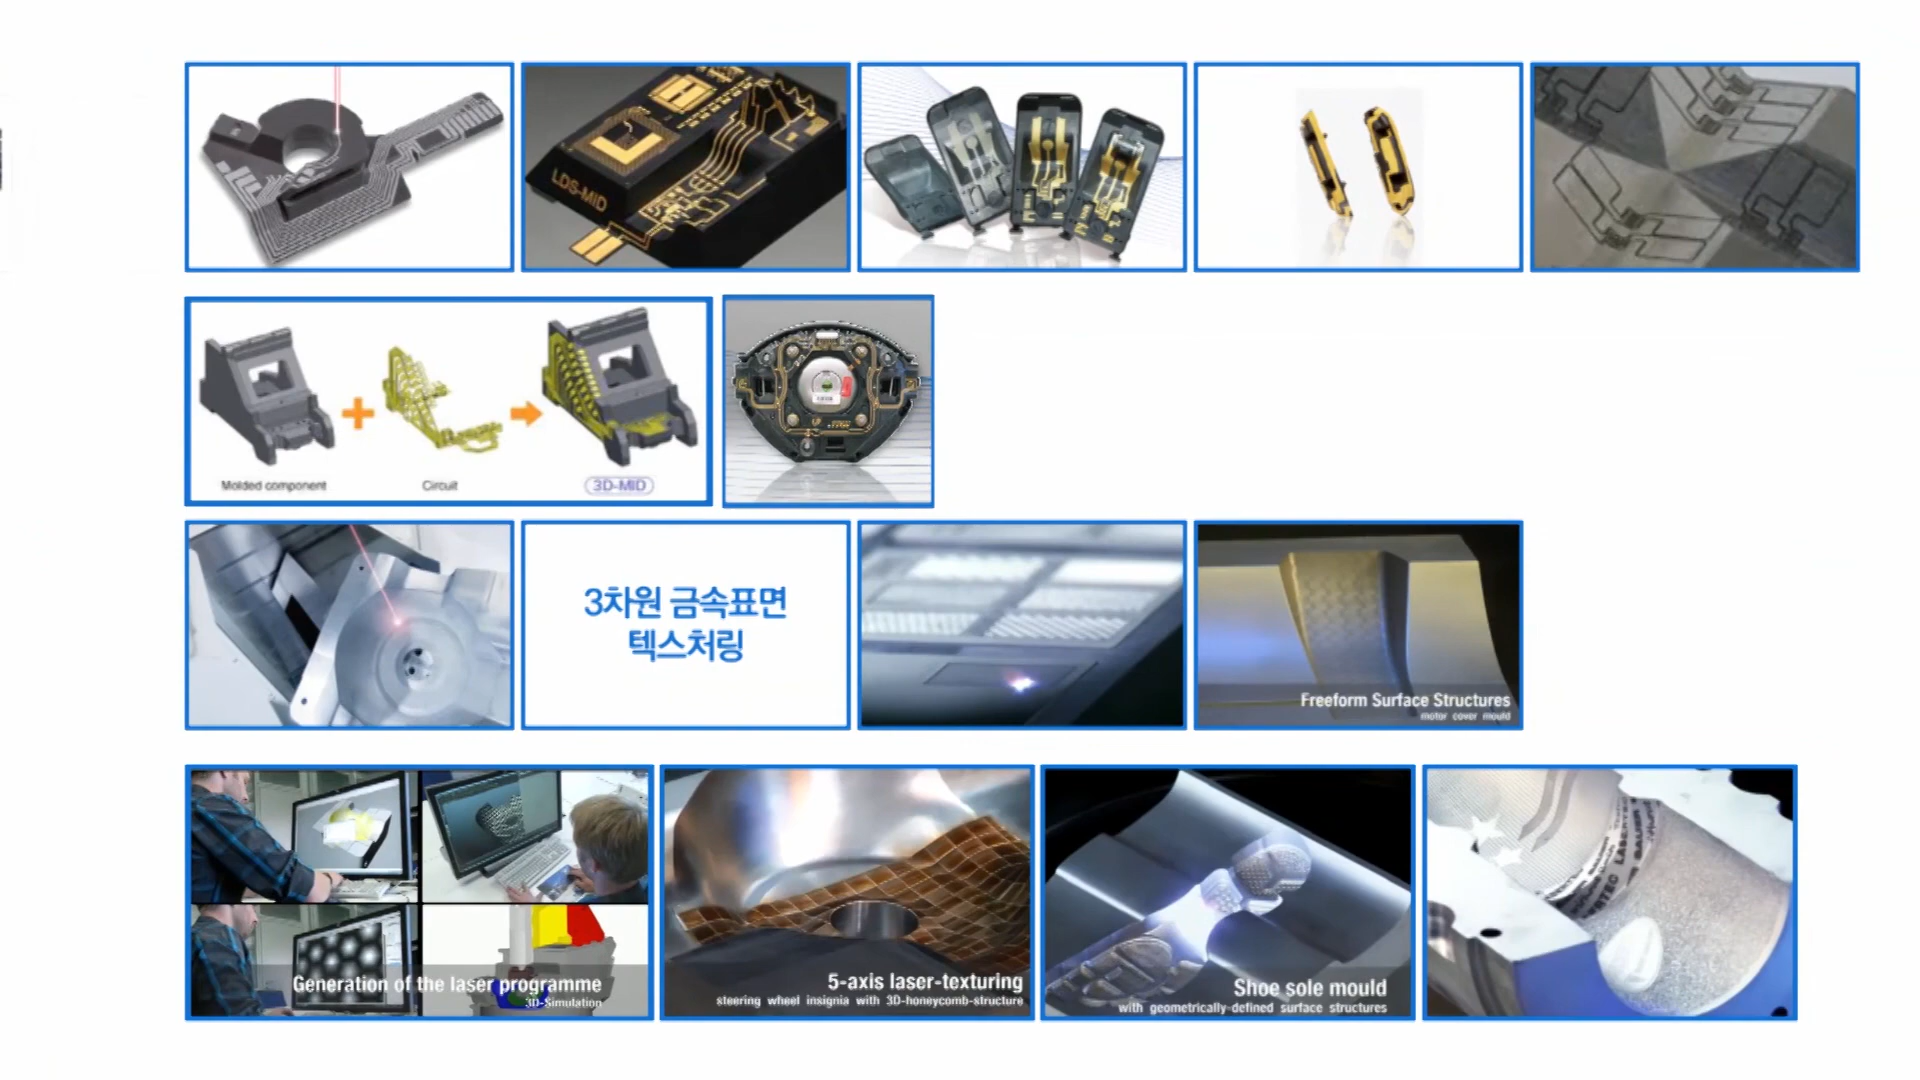 LDS-MID
Molded component
Circuit
3D-MID
3차원 금속표면
텍스처링
Freeform Surface Structures
motor cover mould
Generation of the laser programme
3D-Simulation
5-axis laser-texturing
steering wheel insignia with 3D-honeycomb-structure
Shoe sole mould
with geometrically-defined surface structures